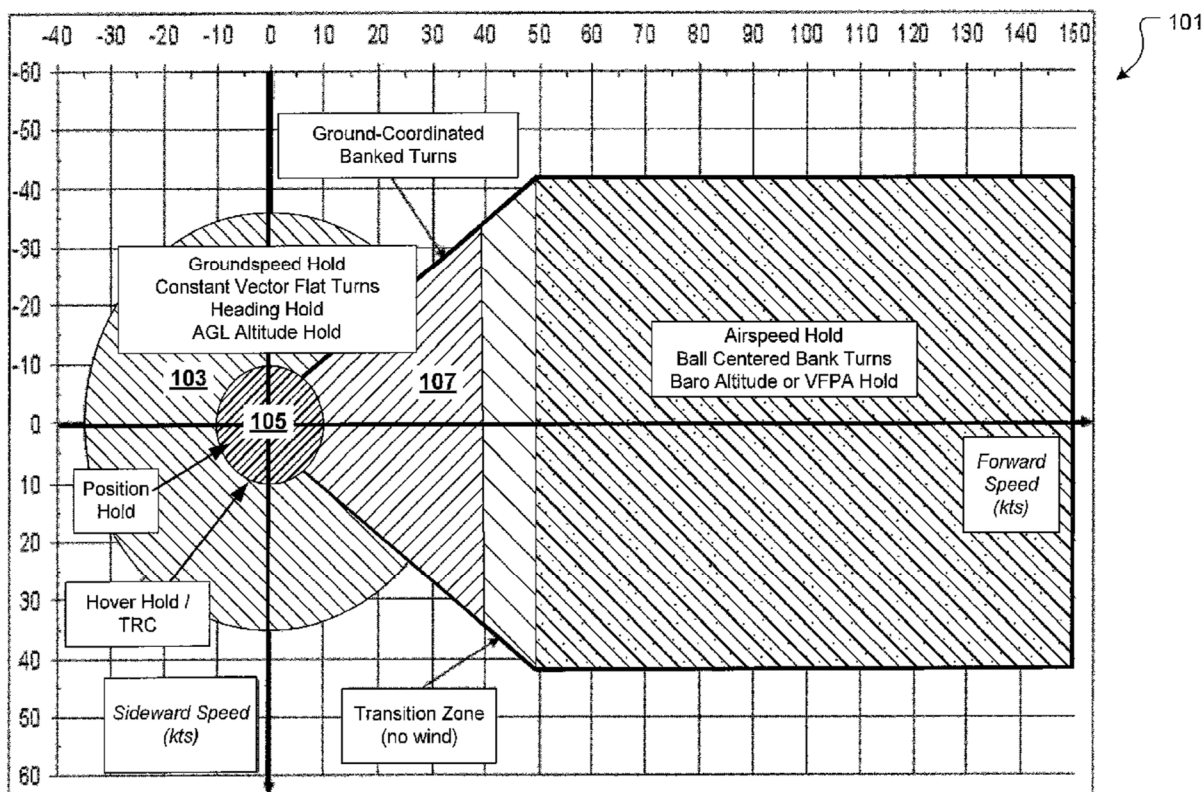 -40 -30 -20 -10 0 10 20 30 40 50 60 70 80 90 100 110 120 130 140 150
101
-60
-50
-40
-30
-20
-10
0
10
20
30
40
50
60
Ground-Coordinated
Banked Turns
Groundspeed Hold
Constant Vector Flat Turns
Heading Hold
AGL Altitude Hold
Airspeed Hold
Ball Centered Bank Turns
Baro Altitude or VFPA Hold
103
107
105
Position
Hold
Forward
Speed
(kts)
Hover Hold /
TRC
Sideward Speed
(kts)
Transition Zone
(no wind)